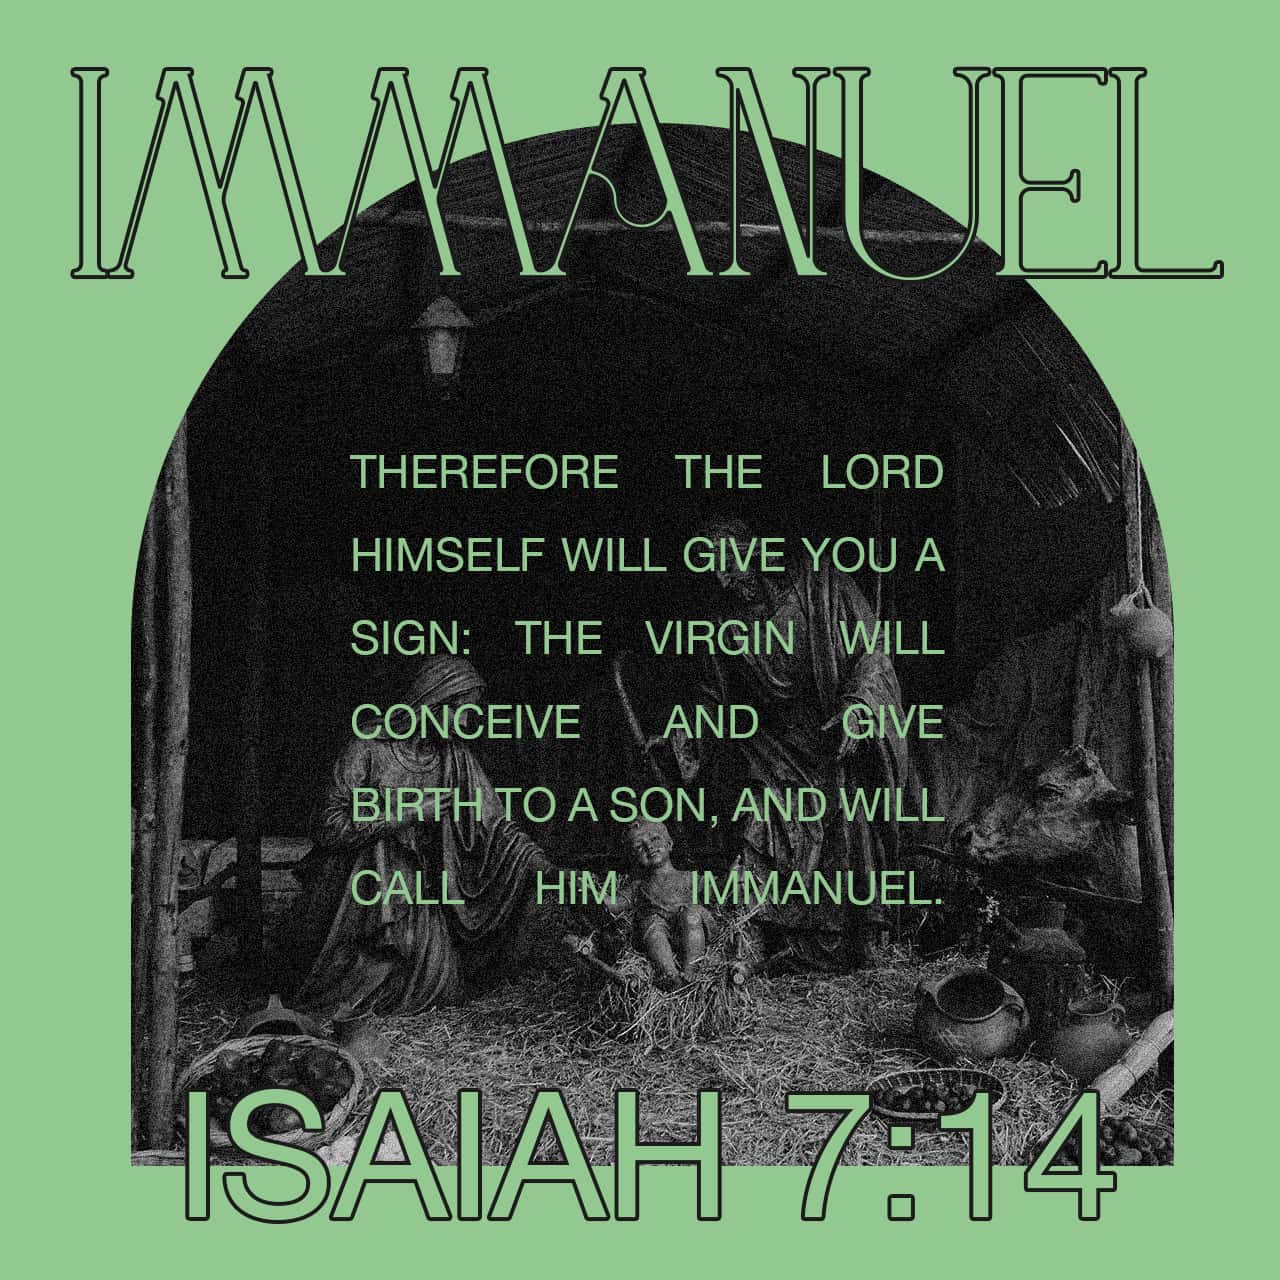 IMMANUEL
THEREFORE THE LORD
HIMSELF WILL GIVE YOU A
SIGN: THE VIRGIN WILL
CONCEIVE AND GIVE
BIRTH TO A SON, AND WILL
CALL HIM IMMANUEL.
ISAIAH 7:14